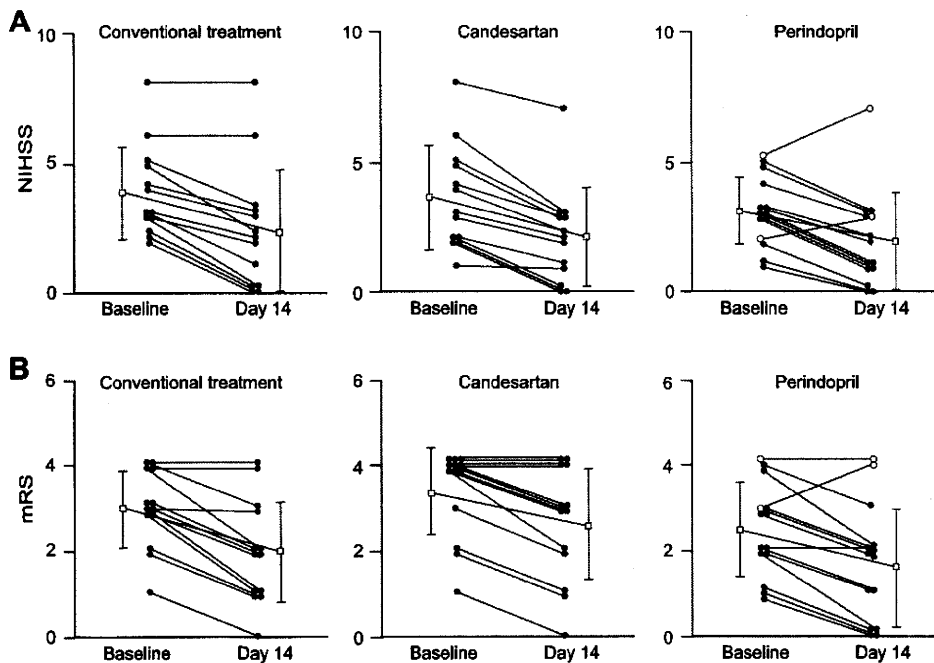 A
Conventional treatment
Candesartan
Perindopril
10
10
10
NIHSS
5
5
5
0
0
0
Baseline
Day 14
Baseline
Day 14
Baseline
Day 14
B
Conventional treatment
Candesartan
Perindopril
6
6
6
mRS
4
4
4
2
2
2
0
0
0
Baseline
Day 14
Baseline
Day 14
Baseline
Day 14